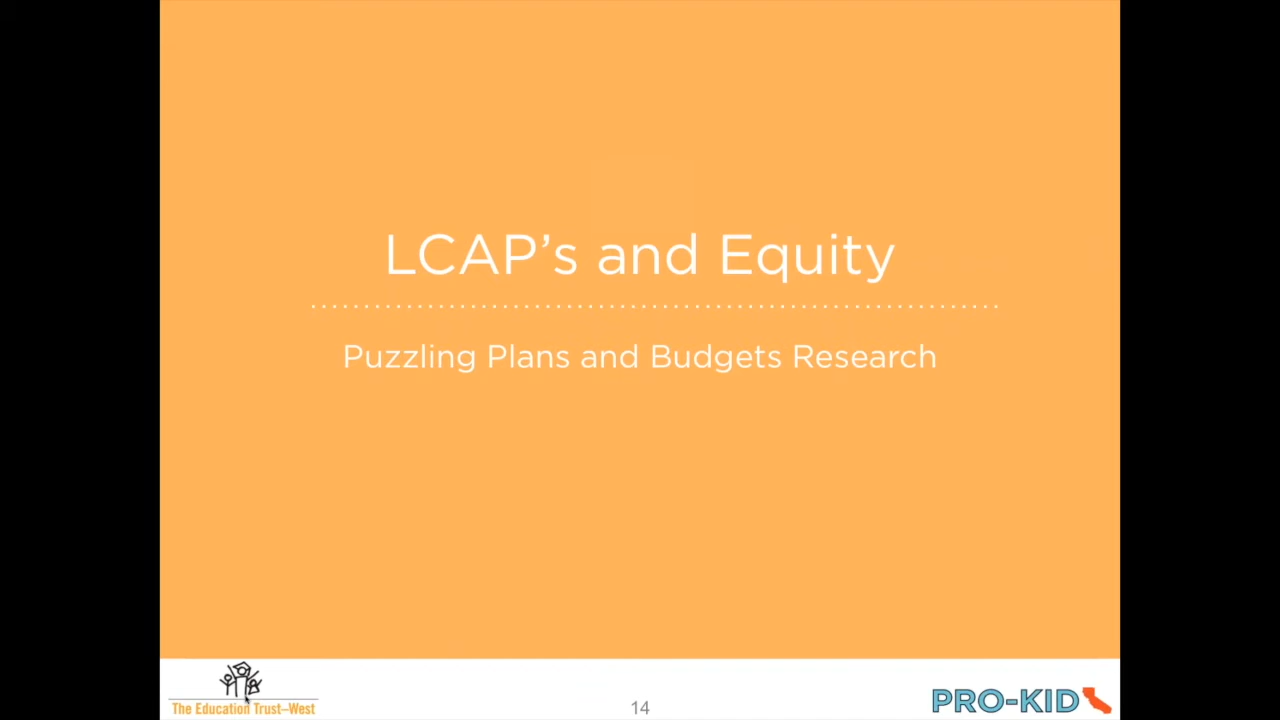 LCAP’s and Equity
Puzzling Plans and Budgets Research
The Education Trust–West
14
PRO-KID